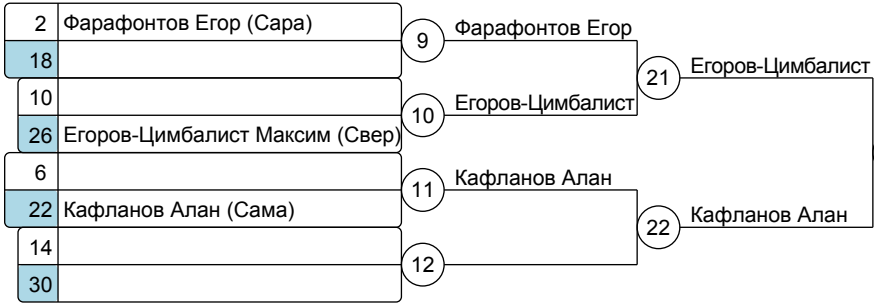 2 Фарафонтов Егор (Сара)
18
9 Фарафонтов Егор
10
26 Егоров-Цимбалист Максим (Свер)
10 Егоров-Цимбалист
21 Егоров-Цимбалист
6
22 Кафланов Алан (Сама)
11 Кафланов Алан
14
30
12
22 Кафланов Алан